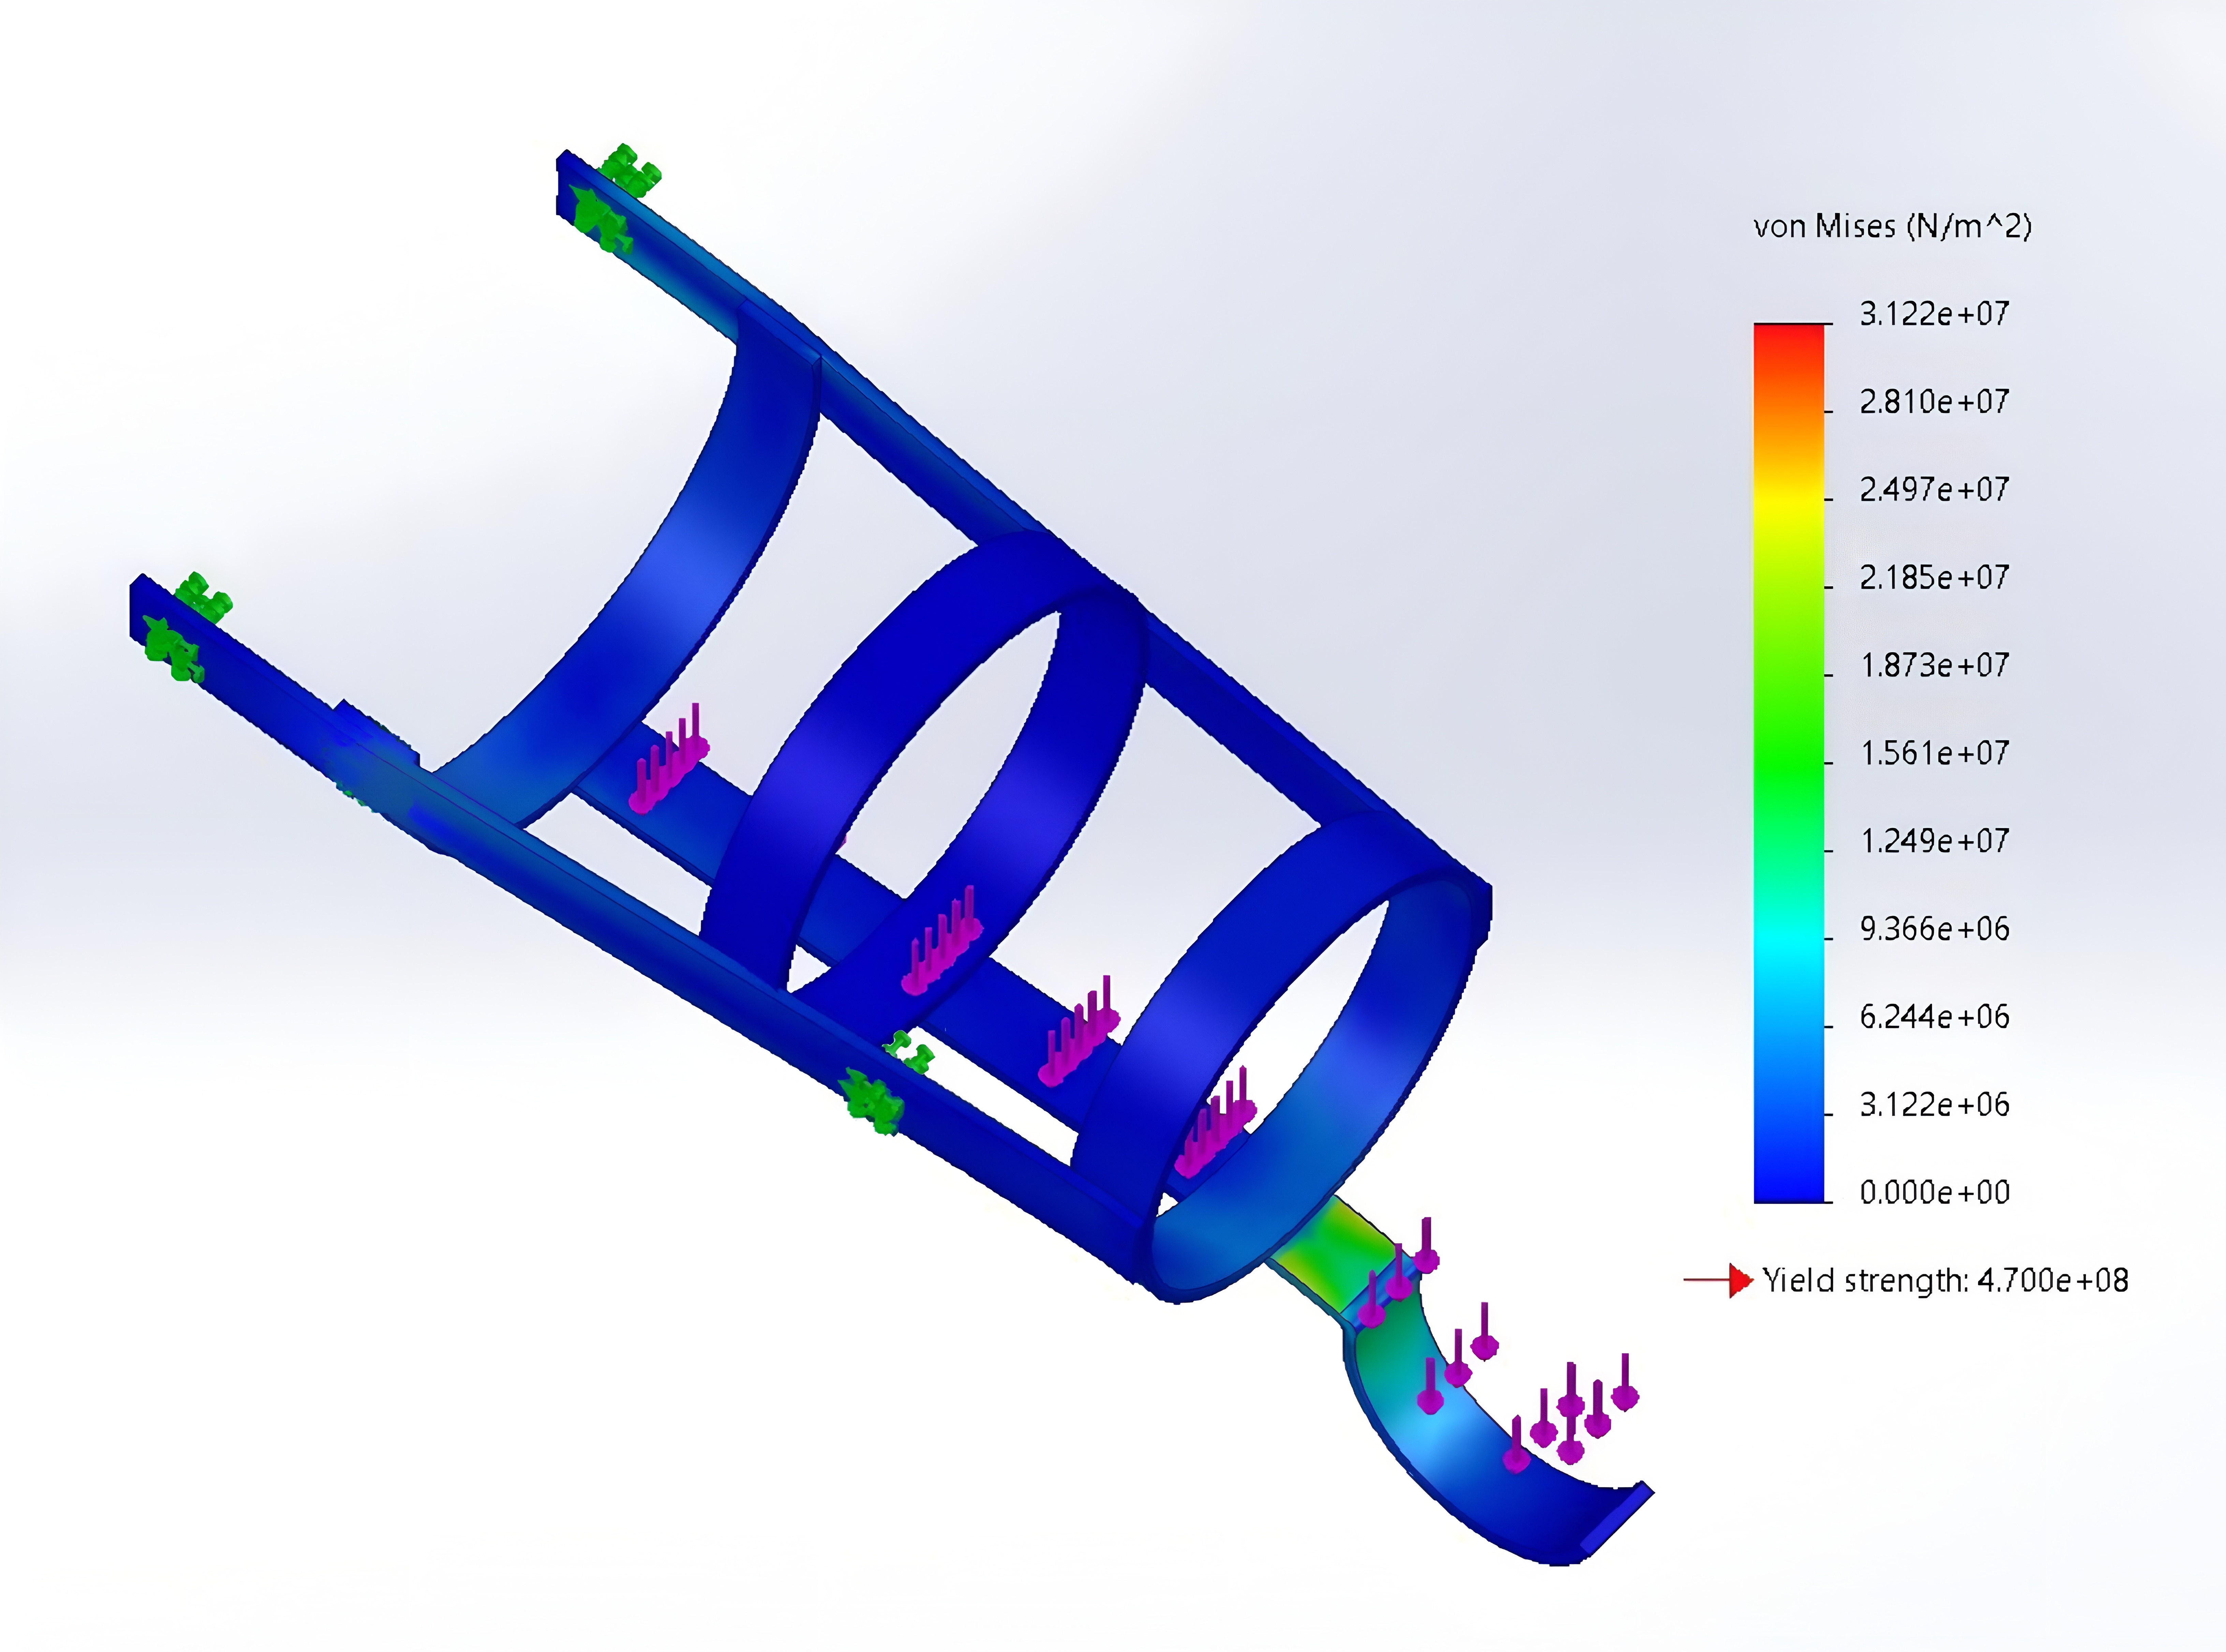 von Mises (N/m^2)
3.122e+07
2.810e+07
2.497e+07
2.185e+07
1.873e+07
1.561e+07
1.249e+07
9.366e+06
6.244e+06
3.122e+06
0.000e+00
Yield strength: 4.700e+08